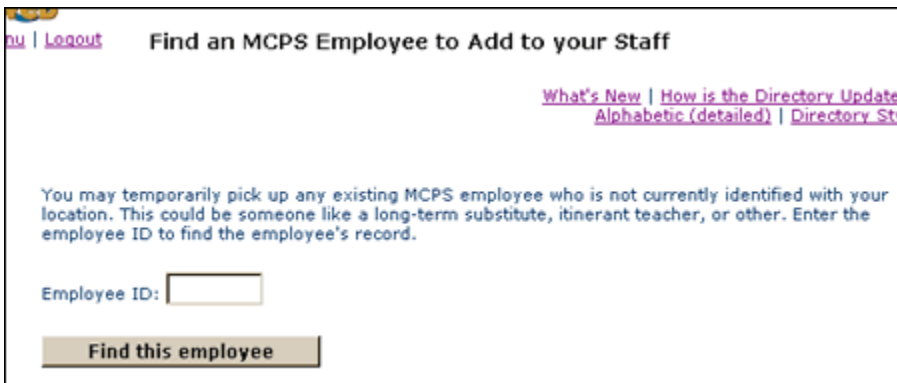 nu | Logout Find an MCPS Employee to Add to your Staff
What's New | How is the Directory Update
Alphabetic (detailed) | Directory St
You may temporarily pick up any existing MCPS employee who is not currently identified with your
location. This could be someone like a long-term substitute, itinerant teacher, or other. Enter the
employee ID to find the employee's record.
Employee ID:
Find this employee